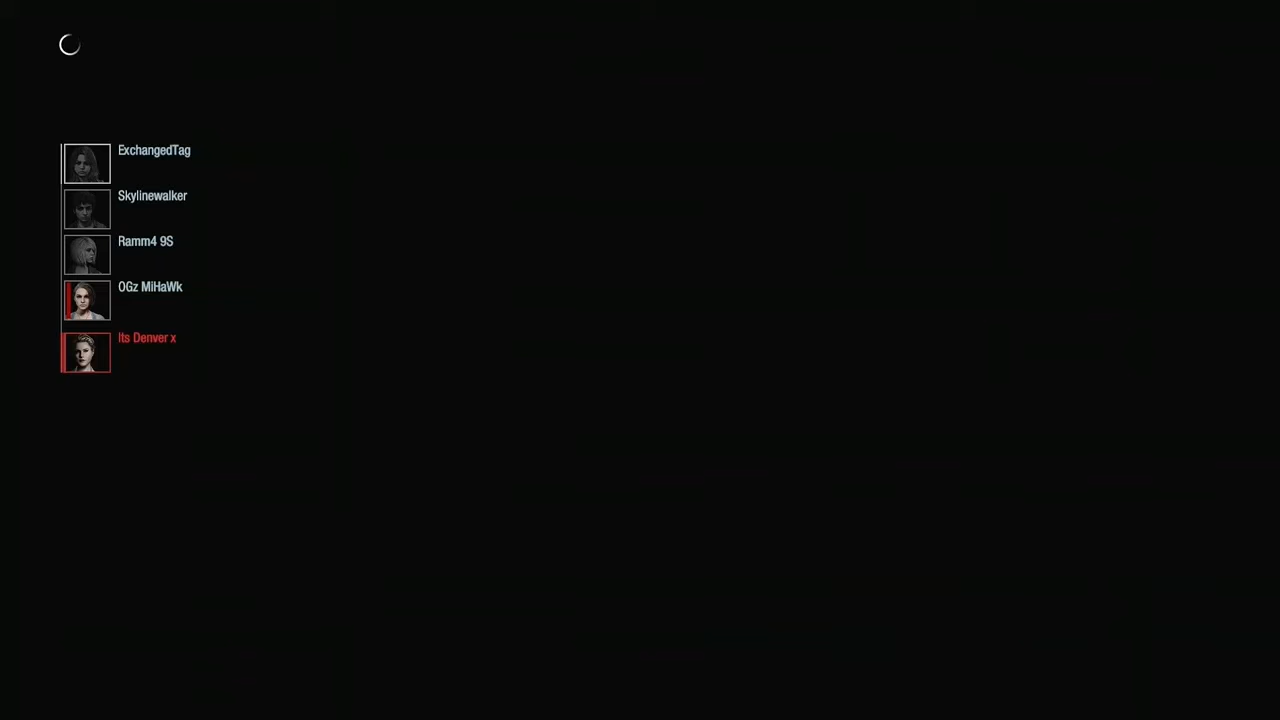 ExchangedTag
Skylinewalker
Ramm4 9S
OGz MiHaWk
Its Denver x